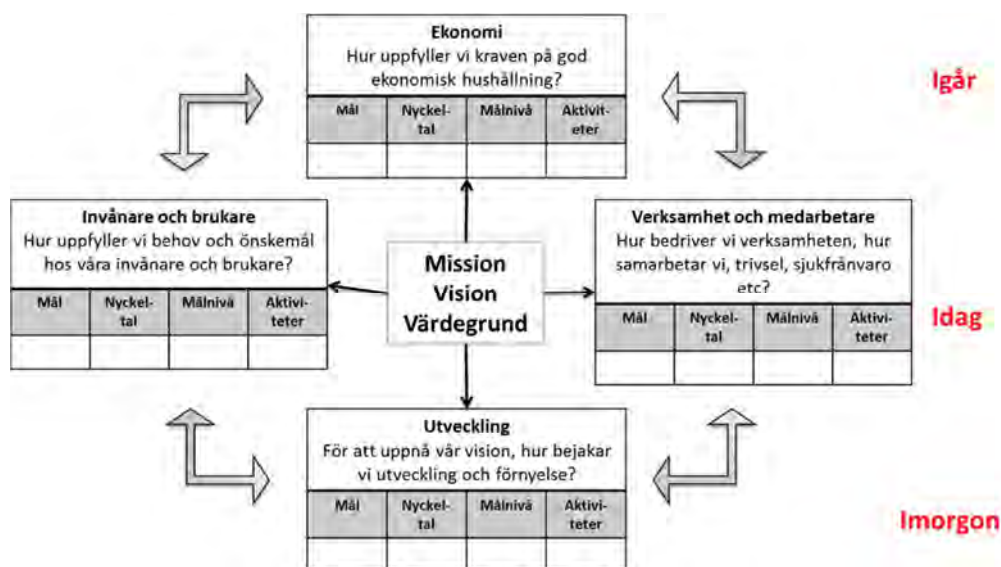 Ekonomi
Hur uppfyller vi kraven på god
ekonomisk hushållning?
Mål Nyckel- Målnivå Aktivit-
tal eter
Igår
Invånare och brukare
Hur uppfyller vi behov och önskemål
hos våra invånare och brukare?
Mål Nyckel- Målnivå Aktivi-
tal teter
Mission
Vision
Värdegrund
Verksamhet och medarbetare
Hur bedriver vi verksamheten, hur
samarbetar vi, trivsel, sjukfrånvaro
etc?
Mål Nyckel- Målnivå Aktivi-
tal teter
Idag
Utveckling
För att uppnå vår vision, hur bejakar
vi utveckling och förnyelse?
Mål Nyckel- Målnivå Aktivi-
tal teter
Imorgon